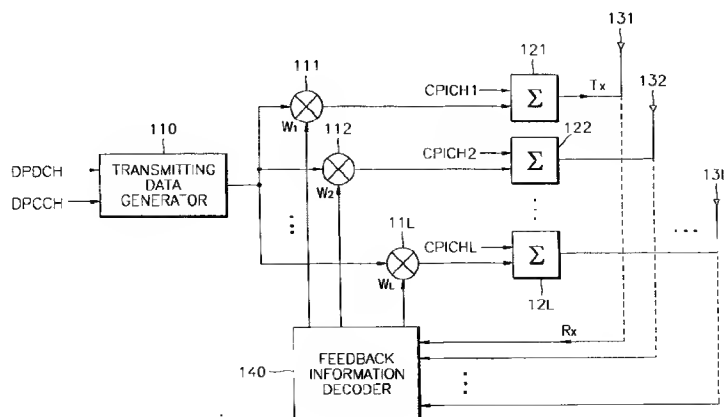 131
111
121
CPICH1
Σ
Tx
132
110
W1
112
122
DPDCH
TRANSMITTING
DATA
GENERATOR
CPICH2
Σ
DPCCH
W2
13L
11L
CPICHL
Σ
WL
12L
Rx
140
FEEDBACK
INFORMATION
DECODER